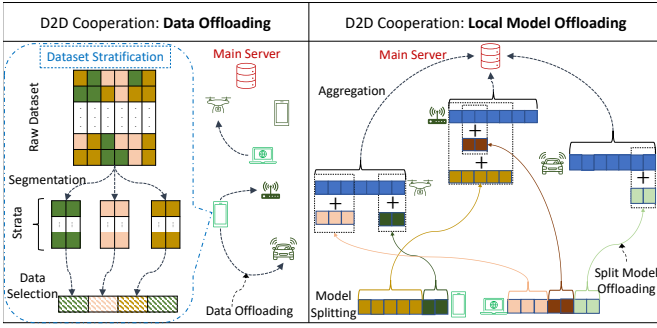 D2D Cooperation: Data Offloading
Dataset Stratification
Raw Dataset
Segmentation
Strata
Data
Selection
Main Server
Data Offloading
D2D Cooperation: Local Model Offloading
Main Server
Aggregation
+
+
+
+
+
Model
Splitting
Split Model
Offloading